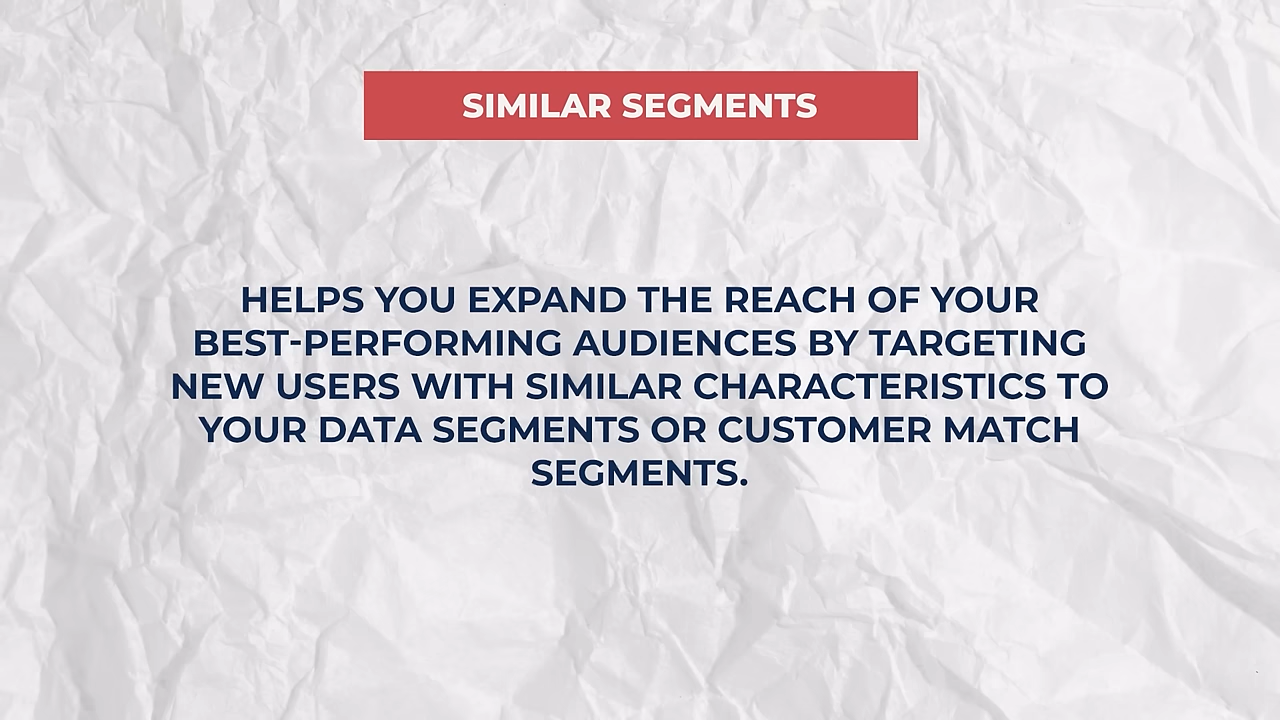 SIMILAR SEGMENTS
HELPS YOU EXPAND THE REACH OF YOUR
BEST-PERFORMING AUDIENCES BY TARGETING
NEW USERS WITH SIMILAR CHARACTERISTICS TO
YOUR DATA SEGMENTS OR CUSTOMER MATCH
SEGMENTS.